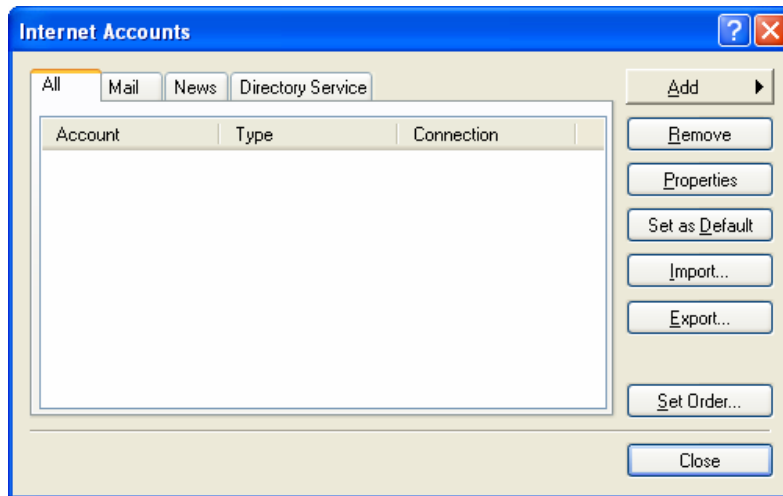 Internet Accounts
All Mail News Directory Service
Account Type Connection
Add
Remove
Properties
Set as Default
Import...
Export...
Set Order...
Close